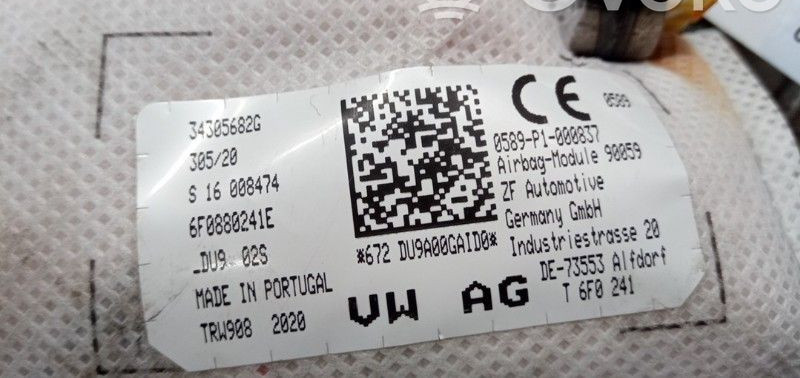 34305682G
305/20
S 16 008474
6F0880241E
_DU9 02S
MADE IN PORTUGAL
TRW908 2020
*672 DU9A00GAID0*
VW AG
CE 0589
0589-P1-000837
Airbag-Module 90059
ZF Automotive
Germany GmbH
Industriestrasse 20
DE-73553 Alfdorf
T 6F0 241